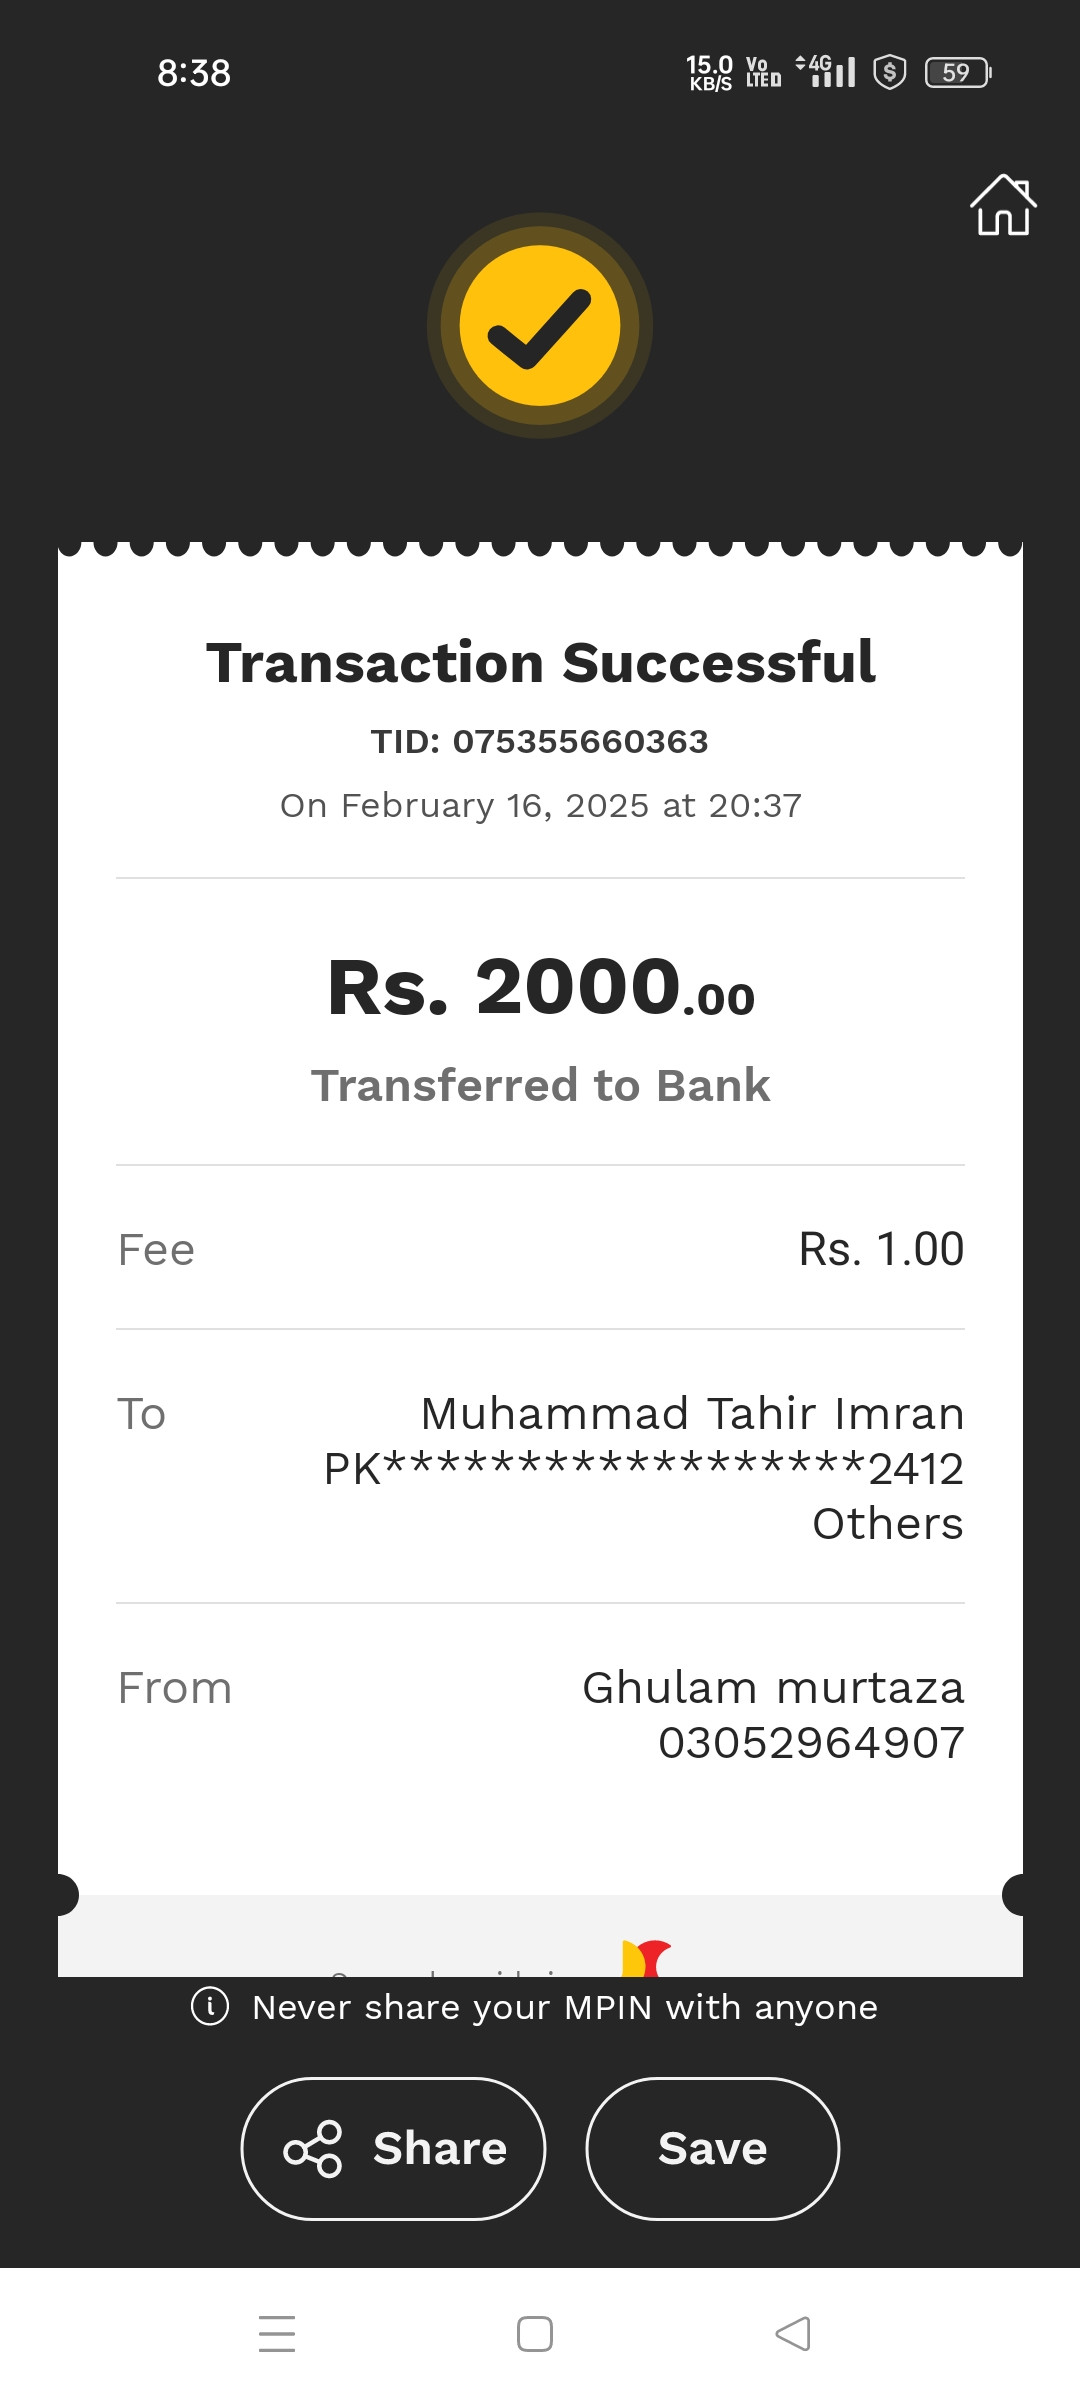 8:38
15.0 KB/S Vo LTE 4G 59
Transaction Successful
TID: 075355660363
On February 16, 2025 at 20:37
Rs. 2000.00
Transferred to Bank
Fee Rs. 1.00
To Muhammad Tahir Imran
PK******************2412
Others
From Ghulam murtaza
03052964907
Never share your MPIN with anyone
Share Save